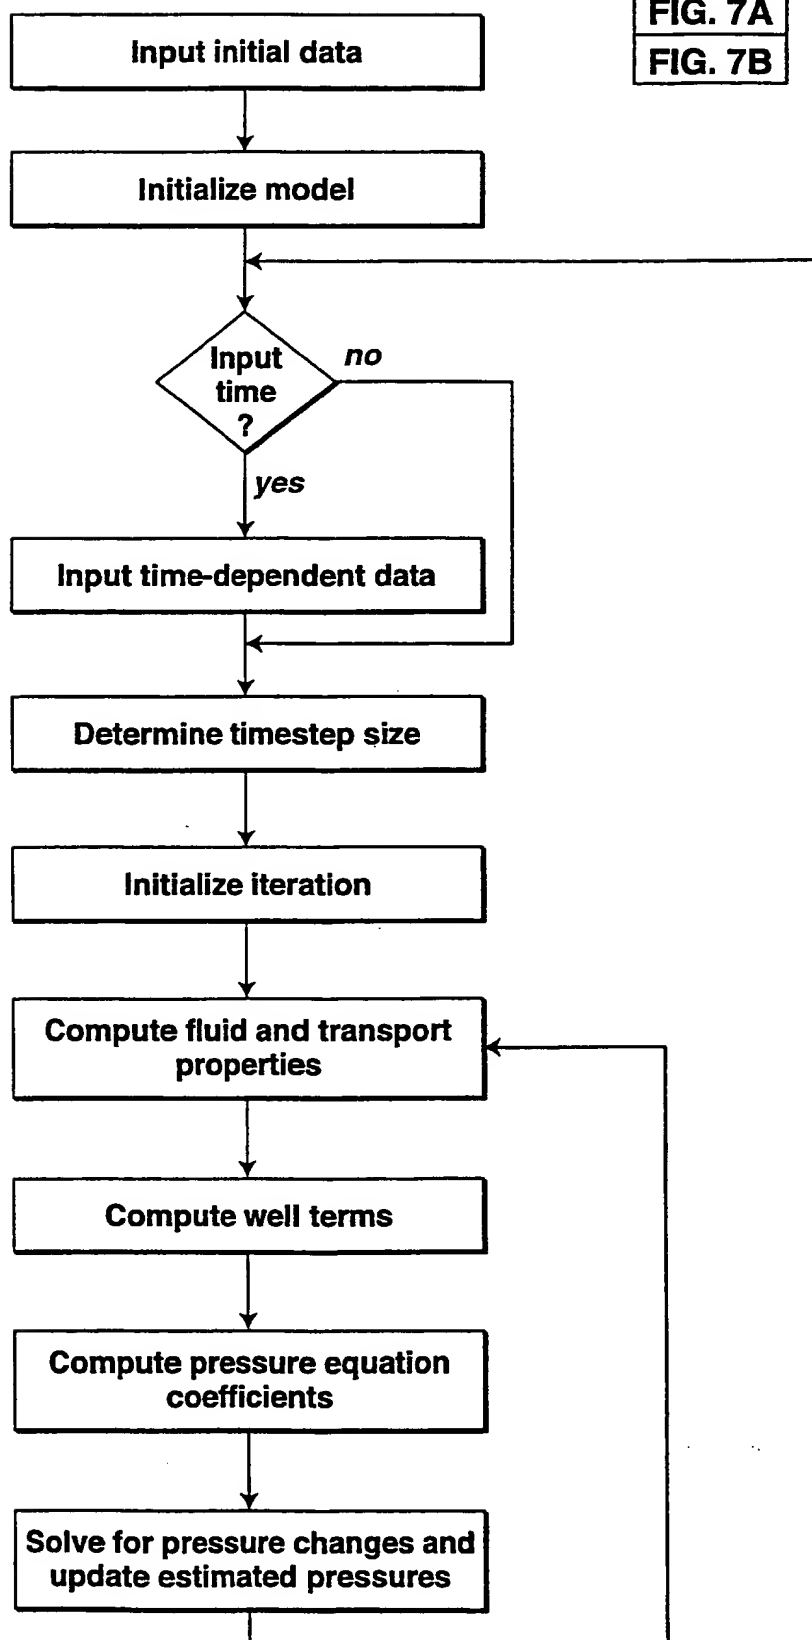 FIG. 7A
FIG. 7B
Input initial data
Initialize model
Input
time
?
no
yes
Input time-dependent data
Determine timestep size
Initialize iteration
Compute fluid and transport
properties
Compute well terms
Compute pressure equation
coefficients
Solve for pressure changes and
update estimated pressures